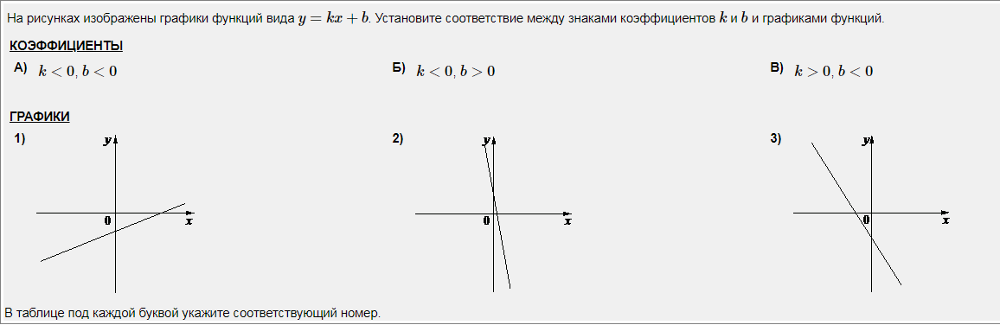 На рисунках изображены графики функций вида y = kx + b. Установите соответствие между знаками коэффициентов k и b и графиками функций.
КОЭФФИЦИЕНТЫ
А) k < 0, b < 0 Б) k < 0, b > 0 В) k > 0, b < 0
ГРАФИКИ
1) y 2) y 3) y
0 x 0 x 0 x
В таблице под каждой буквой укажите соответствующий номер.